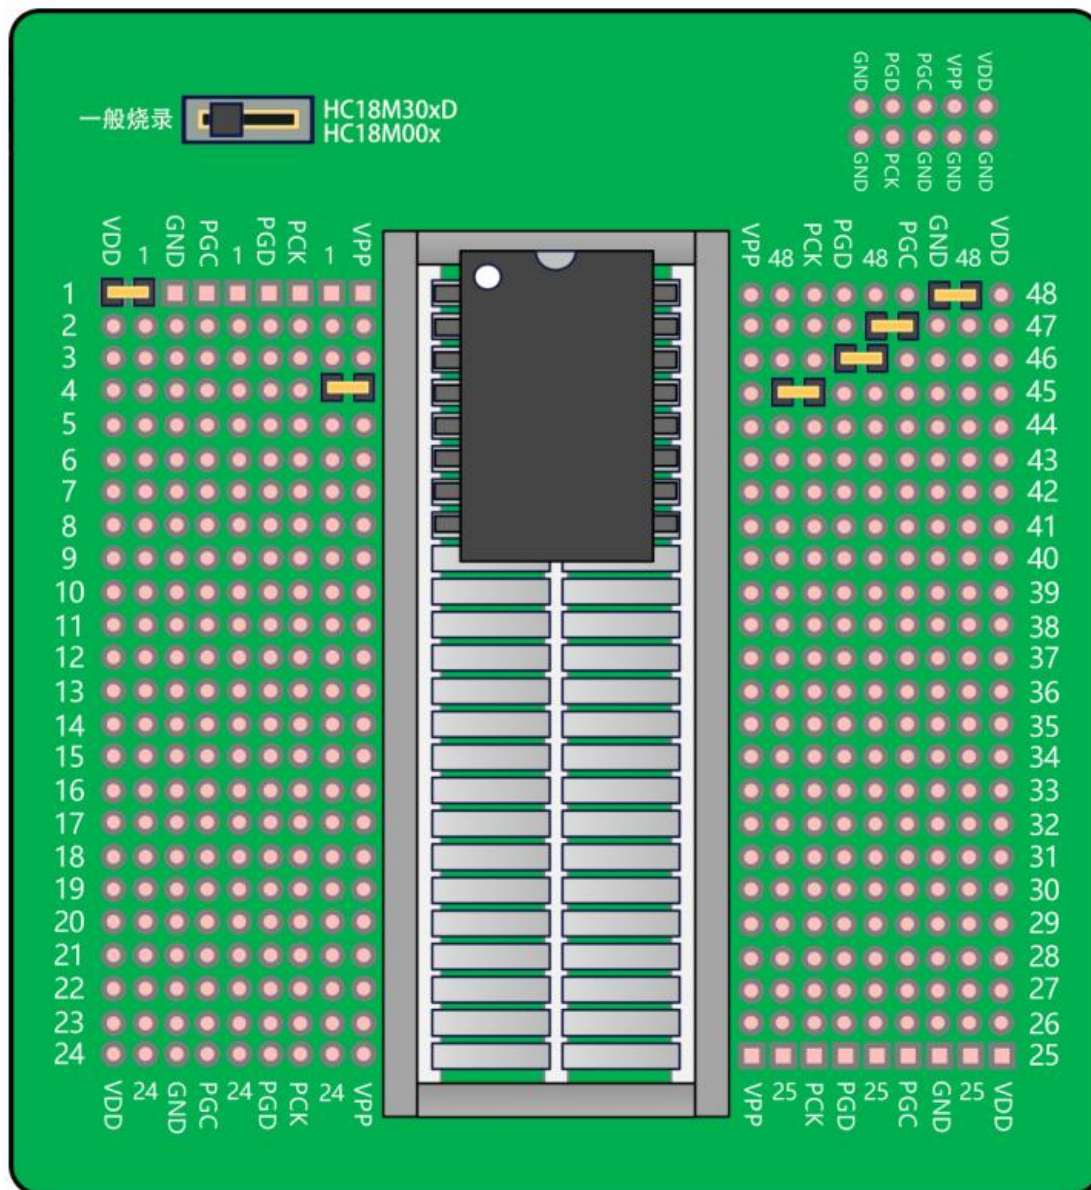 一般烧录
HC18M30xD
HC18M00x
GND PGD PGC VPP VDD
GND PCK GND GND GND
VDD 1 GND PGC 1 PGD PCK 1 VPP
VPP 48 PCK PGD 48 PGC GND 48 VDD
1 48
2 47
3 46
4 45
5 44
6 43
7 42
8 41
9 40
10 39
11 38
12 37
13 36
14 35
15 34
16 33
17 32
18 31
19 30
20 29
21 28
22 27
23 26
24 25
VDD 24 GND PGC 24 PGD PCK 24 VPP
VPP 25 PCK PGD 25 PGC GND 25 VDD